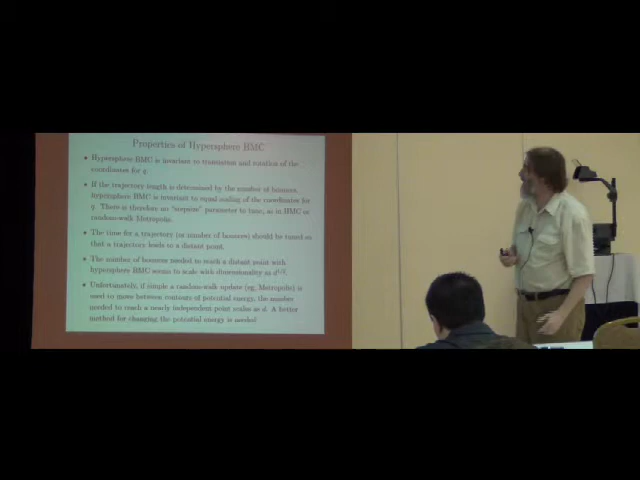 Properties of Hypersphere BMC
• Hypersphere BMC is invariant to translation and rotation of the
coordinates for q.
• If the trajectory length is determined by the number of bounces,
hypersphere BMC is invariant to equal scaling of the coordinates for
q. There is therefore no "stepsize" parameter to tune, as in HMC or
random-walk Metropolis.
• The time for a trajectory (or number of bounces) should be tuned so
that a trajectory leads to a distant point.
• The number of bounces needed to reach a distant point with
hypersphere BMC seems to scale with dimensionality as
• Unfortunately, if simple a random-walk update (eg, Metropolis) is
used to move between contours of potential energy, the number
needed to reach a nearly independent point scales as d. A better
method for changing the potential energy is needed.